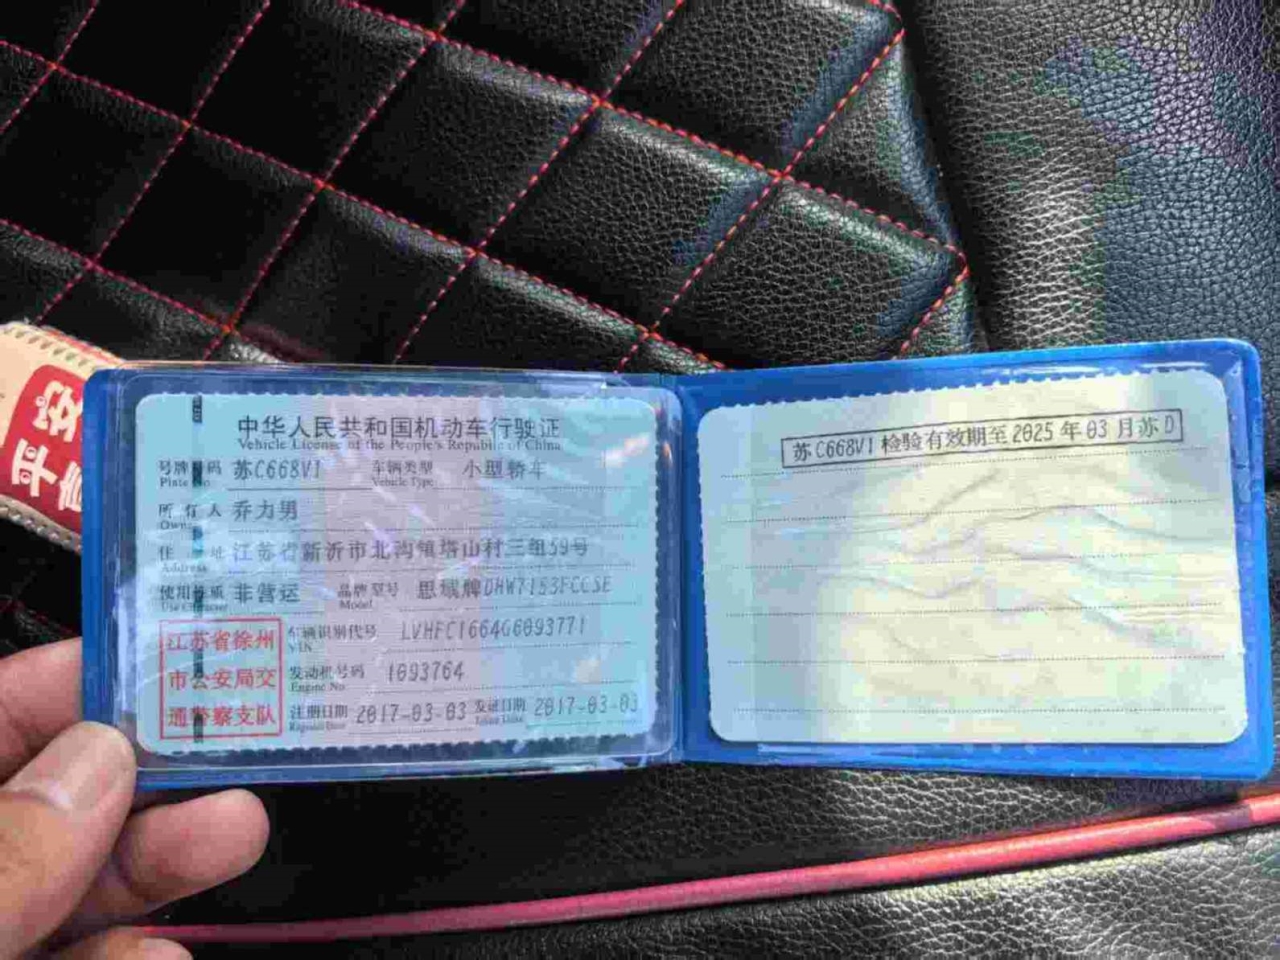 平安
中华人民共和国机动车行驶证
Vehicle License of the People's Republic of China
号牌号码 苏C668V1 车辆类型 小型轿车
Plate No. Vehicle Type
所有人 乔力男
Owner
住址 江苏省新沂市北沟镇塔山村三组59号
Address
使用性质 非营运 品牌型号 思域牌DHW7153FCCSE
Use Character Model
江苏省徐州
市公安局交
通警察支队
车辆识别代号 LVHFC1664G6093771
VIN
发动机号码 1093764
Engine No.
注册日期 2017-03-03 发证日期 2017-03-03
Register Date Issue Date
苏C668V1 检验有效期至2025年03月苏D